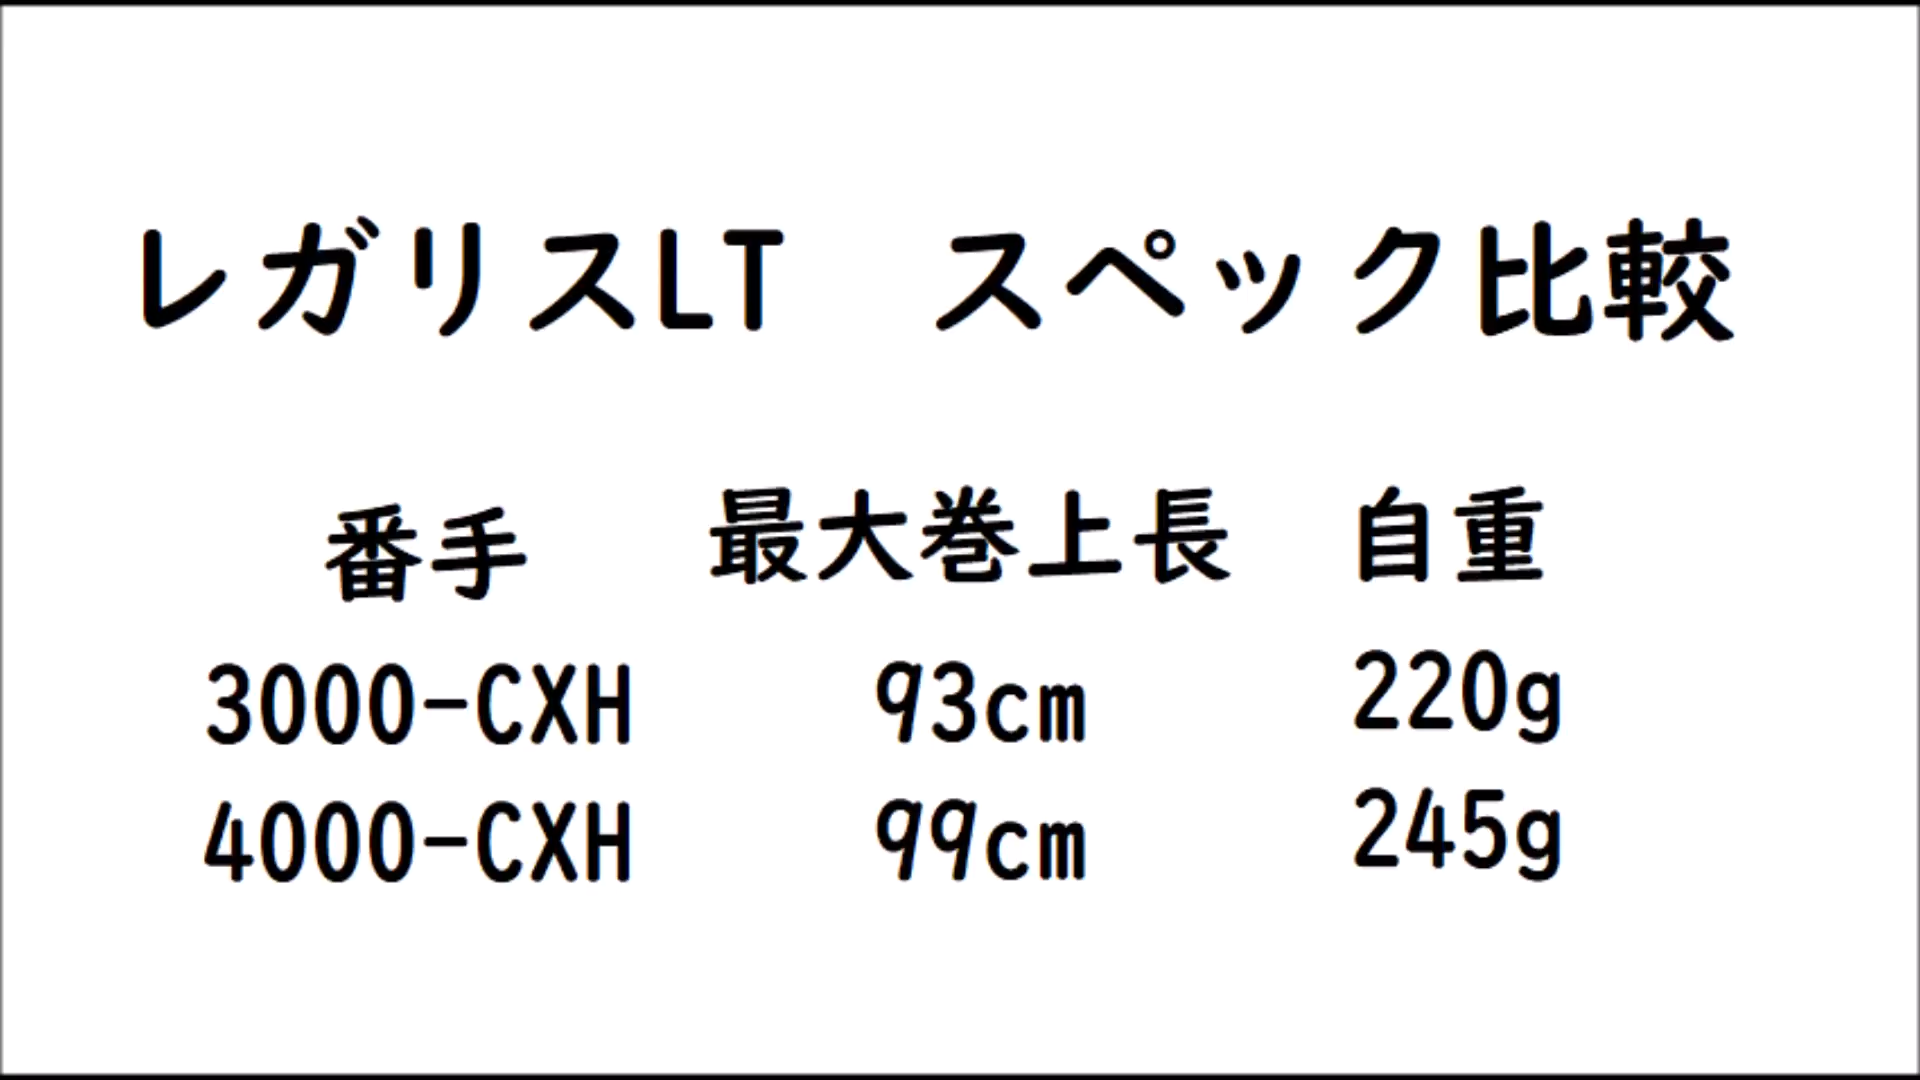 レガリスLT　スペック比較
番手　最大巻上長　自重
3000-CXH　93cm　220g
4000-CXH　99cm　245g